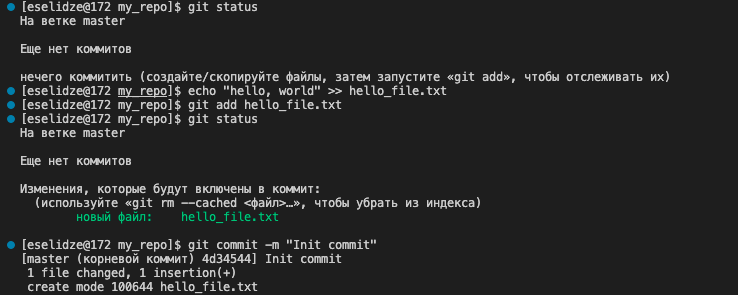 [eselidze@172 my_repo]$ git status
На ветке master
Еще нет коммитов
нечего коммитить (создайте/скопируйте файлы, затем запустите «git add», чтобы отслеживать их)
[eselidze@172 my_repo]$ echo "hello, world" >> hello_file.txt
[eselidze@172 my_repo]$ git add hello_file.txt
[eselidze@172 my_repo]$ git status
На ветке master
Еще нет коммитов
Изменения, которые будут включены в коммит:
(используйте «git rm --cached <файл>…», чтобы убрать из индекса)
новый файл:    hello_file.txt
[eselidze@172 my_repo]$ git commit -m "Init commit"
[master (корневой коммит) 4d34544] Init commit
1 file changed, 1 insertion(+)
create mode 100644 hello_file.txt